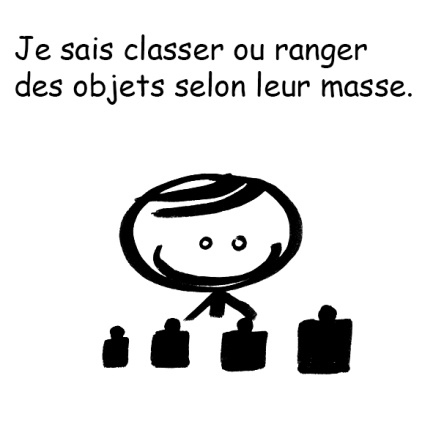 Je sais classer ou ranger
des objets selon leur masse.